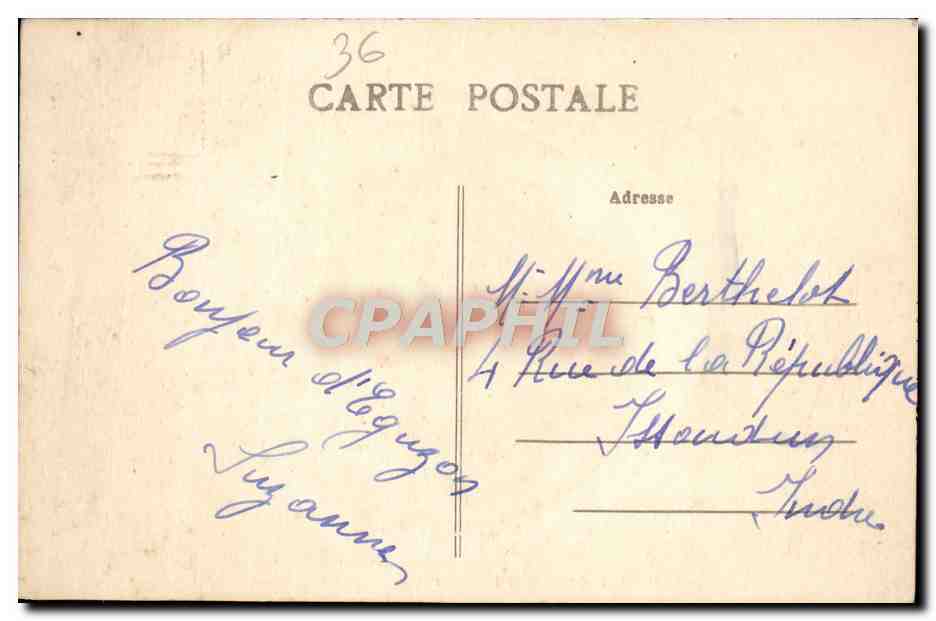 36
CARTE POSTALE
Adresse
Bonjour d'Eguzon
Suzanne
M. Mme Berthelot
4 Rue de la République
Issoudun
Indre
CPAPHIL